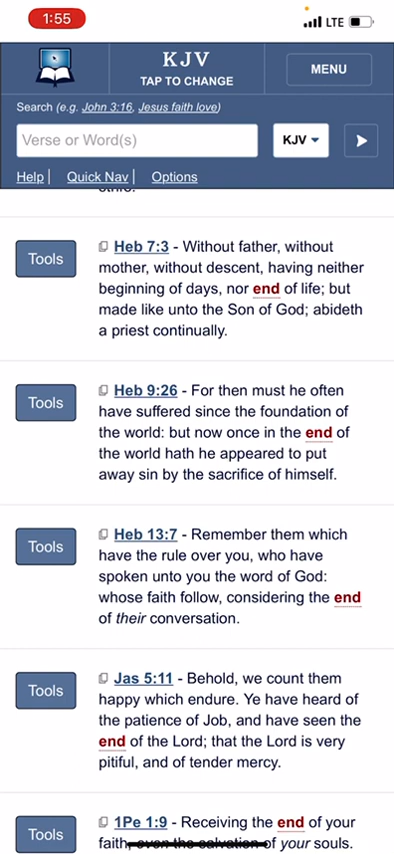 1:55
LTE
KJV
TAP TO CHANGE
MENU
Search (e.g. John 3:16, Jesus faith love)
Verse or Word(s)
KJV
Help | Quick Nav | Options
Tools
Heb 7:3 - Without father, without
mother, without descent, having neither
beginning of days, nor end of life; but
made like unto the Son of God; abideth
a priest continually.
Tools
Heb 9:26 - For then must he often
have suffered since the foundation of
the world: but now once in the end of
the world hath he appeared to put
away sin by the sacrifice of himself.
Tools
Heb 13:7 - Remember them which
have the rule over you, who have
spoken unto you the word of God:
whose faith follow, considering the end
of their conversation.
Tools
Jas 5:11 - Behold, we count them
happy which endure. Ye have heard of
the patience of Job, and have seen the
end of the Lord; that the Lord is very
pitiful, and of tender mercy.
Tools
1Pe 1:9 - Receiving the end of your
faith, even the salvation of your souls.